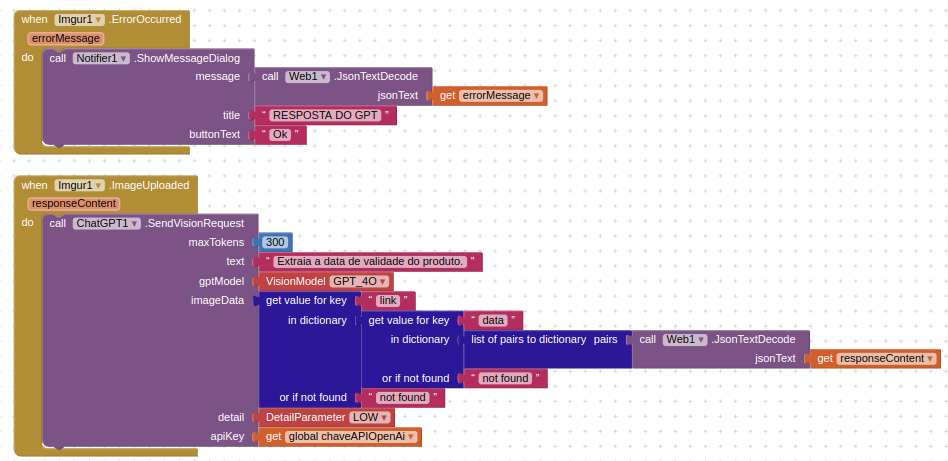 when Imgur1 .ErrorOccurred
errorMessage
do call Notifier1 .ShowMessageDialog
message call Web1 .JsonTextDecode
jsonText get errorMessage
title " RESPOSTA DO GPT "
buttonText " Ok "
when Imgur1 .ImageUploaded
responseContent
do call ChatGPT1 .SendVisionRequest
maxTokens 300
text " Extraia a data de validade do produto. "
gptModel VisionModel GPT_4O
imageData get value for key " link "
in dictionary get value for key " data "
in dictionary list of pairs to dictionary pairs call Web1 .JsonTextDecode
jsonText get responseContent
or if not found " not found "
or if not found " not found "
detail DetailParameter LOW
apiKey get global chaveAPIOpenAi